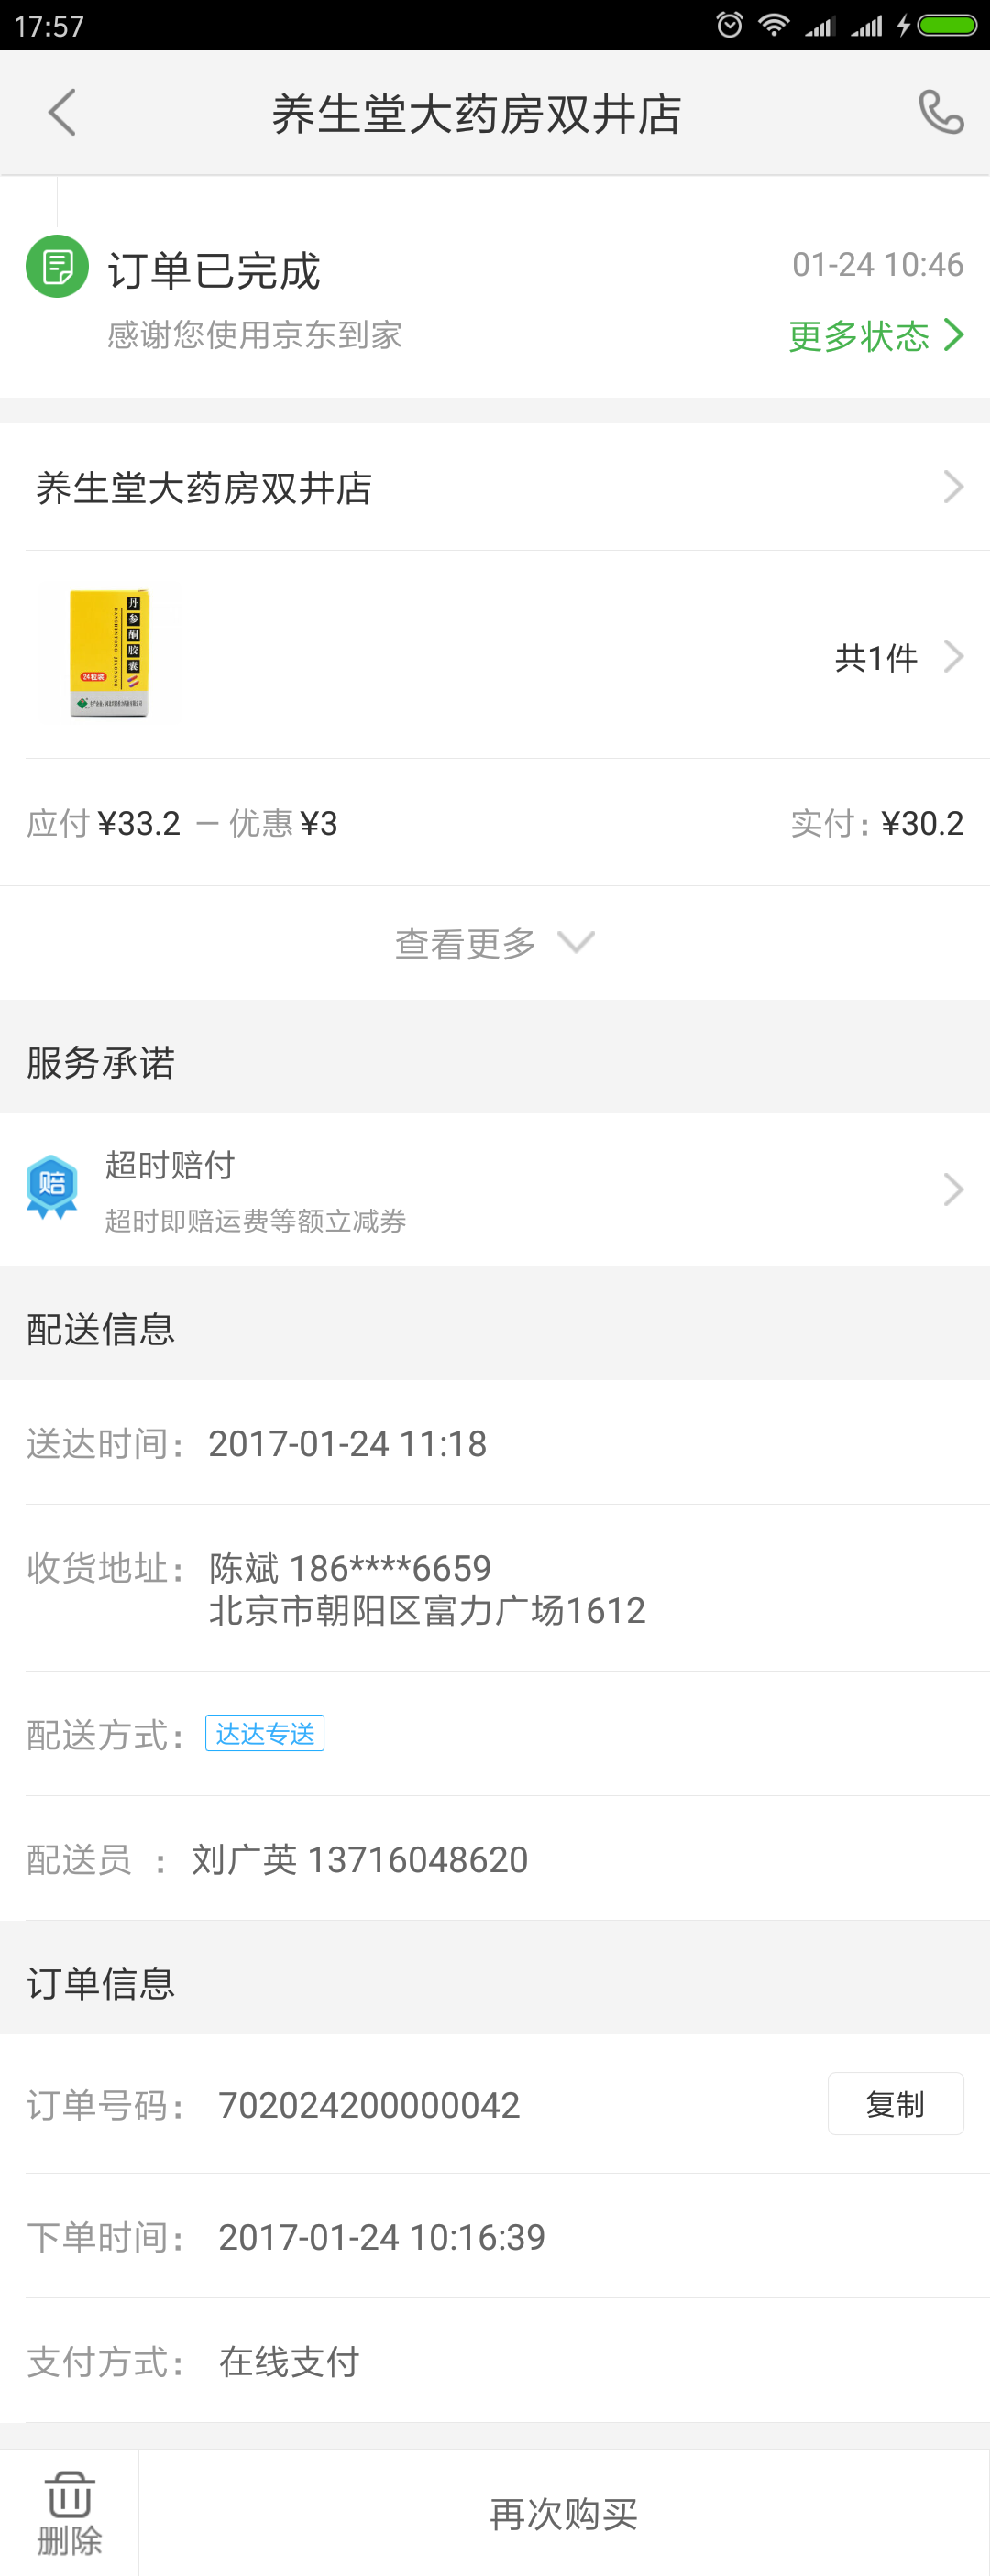 17:57
养生堂大药房双井店
订单已完成
01-24 10:46
感谢您使用京东到家
更多状态
养生堂大药房双井店
丹参酮胶囊
DANSHENTONG JIAONANG
24粒装
共1件
应付 ¥33.2 — 优惠 ¥3
实付：¥30.2
查看更多
服务承诺
赔
超时赔付
超时即赔运费等额立减券
配送信息
送达时间： 2017-01-24 11:18
收货地址： 陈斌 186****6659
北京市朝阳区富力广场1612
配送方式： 达达专送
配送员 ： 刘广英 13716048620
订单信息
订单号码： 702024200000042
复制
下单时间： 2017-01-24 10:16:39
支付方式： 在线支付
删除
再次购买